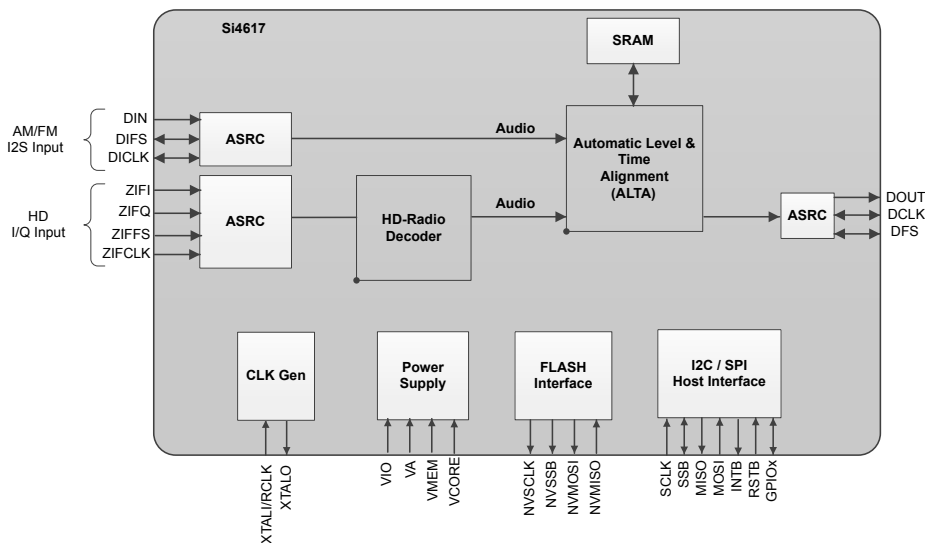 Si4617
SRAM
AM/FM
I2S Input
DIN
DIFS
DICLK
ASRC
Audio
Automatic Level &
Time
Alignment
(ALTA)
HD
I/Q Input
ZIFI
ZIFQ
ZIFFS
ZIFCLK
ASRC
HD-Radio
Decoder
Audio
ASRC
DOUT
DCLK
DFS
CLK Gen
Power
Supply
FLASH
Interface
I2C / SPI
Host Interface
XTALI/RCLK
XTALO
VIO
VA
VMEM
VCORE
NVSCLK
NVSSB
NVMOSI
NVMISO
SCLK
SSB
MISO
MOSI
INTB
RSTB
GPIOx